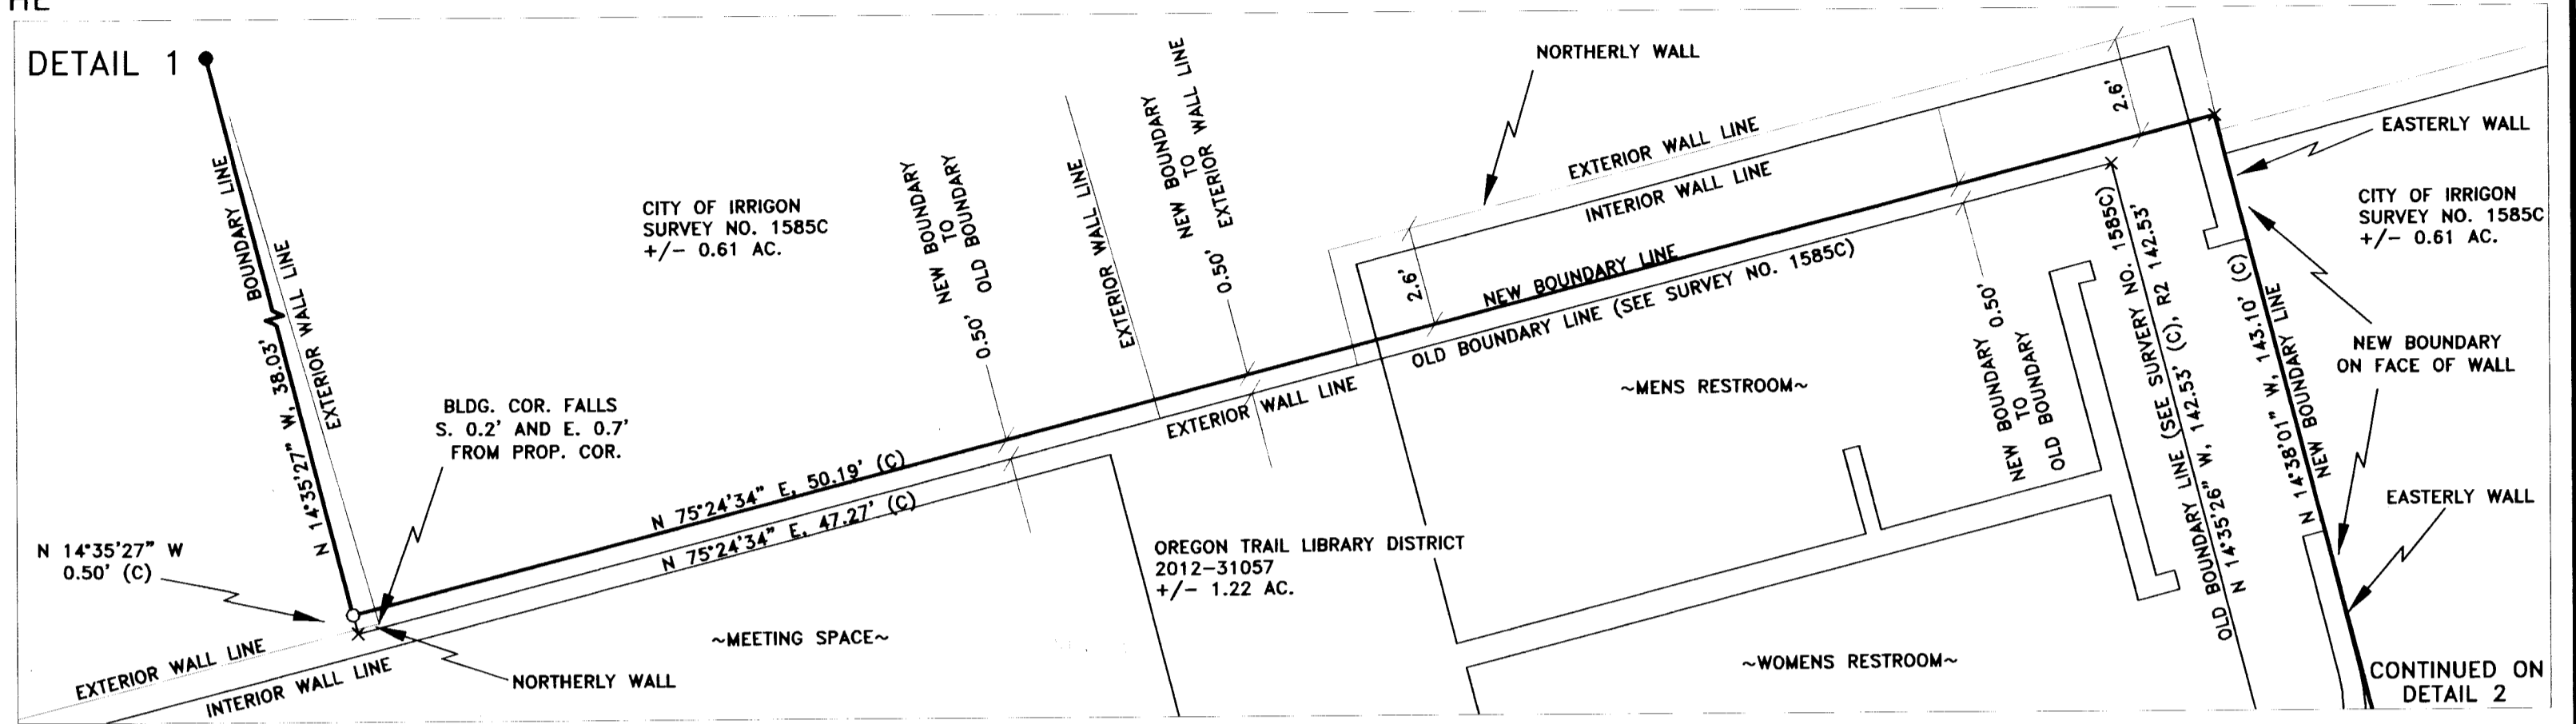 HE
DETAIL 1
BOUNDARY LINE
EXTERIOR WALL LINE
N 14°35'27" W, 38.03'
CITY OF IRRIGON
SURVEY NO. 1585C
+/- 0.61 AC.
BLDG. COR. FALLS
S. 0.2' AND E. 0.7'
FROM PROP. COR.
N 14°35'27" W
0.50' (C)
EXTERIOR WALL LINE
INTERIOR WALL LINE
NORTHERLY WALL
~MEETING SPACE~
N 75°24'34" E, 50.19' (C)
N 75°24'34" E, 47.27' (C)
NEW BOUNDARY
TO
0.50' OLD BOUNDARY
EXTERIOR WALL LINE
NEW BOUNDARY
TO
0.50' EXTERIOR WALL LINE
EXTERIOR WALL LINE
OREGON TRAIL LIBRARY DISTRICT
2012-31057
+/- 1.22 AC.
NORTHERLY WALL
EXTERIOR WALL LINE
INTERIOR WALL LINE
2.6'
2.6'
NEW BOUNDARY LINE
OLD BOUNDARY LINE (SEE SURVEY NO. 1585C)
~MENS RESTROOM~
~WOMENS RESTROOM~
NEW BOUNDARY 0.50'
TO
OLD BOUNDARY
OLD BOUNDARY LINE (SEE SURVERY NO. 1585C)
N 14°35'26" W, 142.53' (C), R2 142.53'
N 14°38'01" W, 143.10' (C)
NEW BOUNDARY LINE
EASTERLY WALL
CITY OF IRRIGON
SURVEY NO. 1585C
+/- 0.61 AC.
NEW BOUNDARY
ON FACE OF WALL
EASTERLY WALL
CONTINUED ON
DETAIL 2